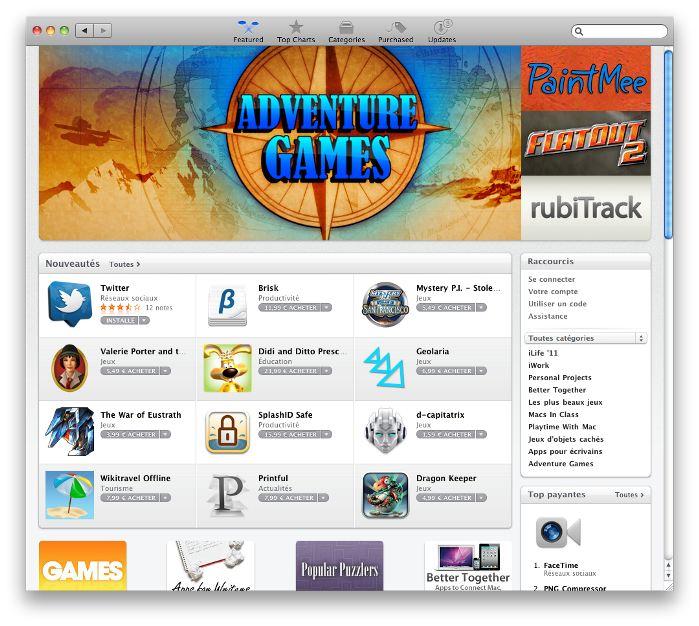 Featured Top Charts Categories Purchased Updates
ADVENTURE
GAMES
PaintMee
FLATOUT
2
rubiTrack
Nouveautés Toutes >
Twitter
Réseaux sociaux
12 notes
INSTALLÉ
Brisk
Productivité
11,99 € ACHETER
Mystery P.I. - Stole...
Jeux
5,49 € ACHETER
Valerie Porter and t...
Jeux
5,49 € ACHETER
Didi and Ditto Presc...
Éducation
23,99 € ACHETER
Geolaria
Jeux
6,99 € ACHETER
The War of Eustrath
Jeux
3,99 € ACHETER
SplashID Safe
Productivité
15,99 € ACHETER
d-capitatrix
Jeux
1,59 € ACHETER
Wikitravel Offline
Tourisme
7,99 € ACHETER
P
Printful
Actualités
7,99 € ACHETER
Dragon Keeper
Jeux
4,99 € ACHETER
Raccourcis
Se connecter
Votre compte
Utiliser un code
Assistance
Toutes catégories
iLife '11
iWork
Personal Projects
Better Together
Les plus beaux jeux
Macs In Class
Playtime With Mac
Jeux d'objets cachés
Apps pour écrivains
Adventure Games
Top payantes Toutes >
1. FaceTime
Réseaux sociaux
2. PNG Compressor
GAMES
Apps for Writers
Popular Puzzlers
Better Together
Apps to Connect Mac,